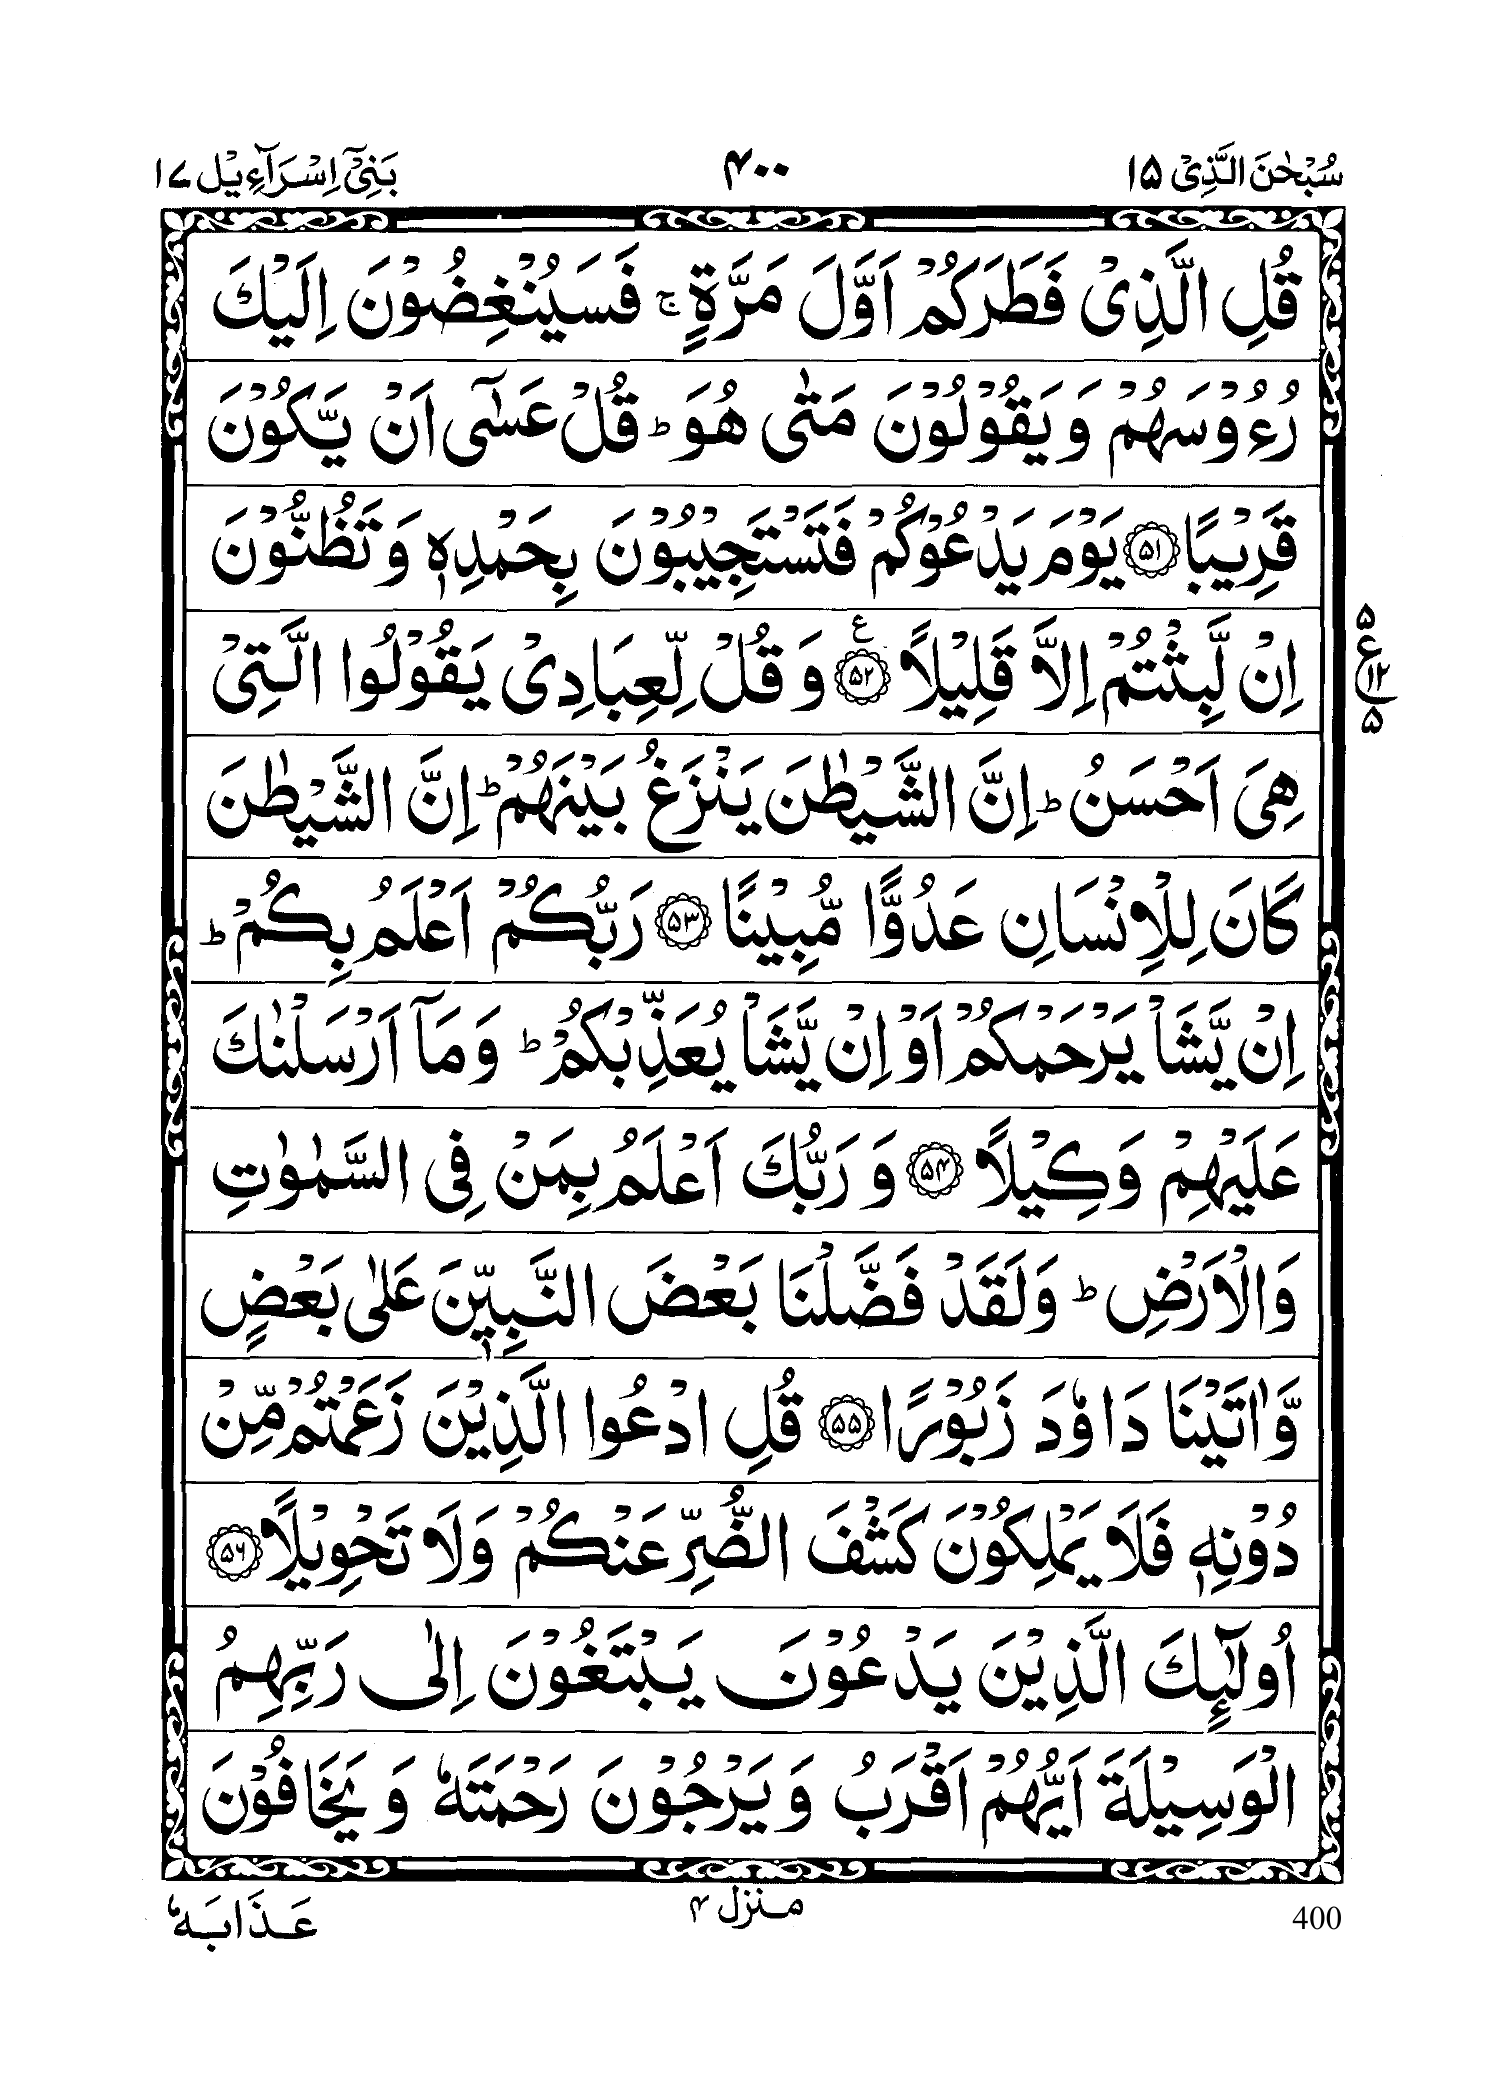 سُبْحٰنَ الَّذِیْ ۱۵
۴۰۰
بَنِیْۤ اِسْرَآءِیْل ۱۷
قُلِ الَّذِیْ فَطَرَكُمْ اَوَّلَ مَرَّةٍ ۚ فَسَیُنْغِضُوْنَ اِلَیْكَ
رُءُوْسَهُمْ وَ یَقُوْلُوْنَ مَتٰی هُوَ ؕ قُلْ عَسٰۤی اَنْ یَّكُوْنَ
قَرِیْبًا ۵۱ یَوْمَ یَدْعُوْكُمْ فَتَسْتَجِیْبُوْنَ بِحَمْدِهٖ وَ تَظُنُّوْنَ
اِنْ لَّبِثْتُمْ اِلَّا قَلِیْلًا ۵۲ ع وَ قُلْ لِّعِبَادِیْ یَقُوْلُوا الَّتِیْ
۵ ع ۱۲ ۵
هِیَ اَحْسَنُ ؕ اِنَّ الشَّیْطٰنَ یَنْزَغُ بَیْنَهُمْ ؕ اِنَّ الشَّیْطٰنَ
كَانَ لِلْاِنْسَانِ عَدُوًّا مُّبِیْنًا ۵۳ رَبُّكُمْ اَعْلَمُ بِكُمْ ؕ
اِنْ یَّشَاْ یَرْحَمْكُمْ اَوْ اِنْ یَّشَاْ یُعَذِّبْكُمْ ؕ وَ مَاۤ اَرْسَلْنٰكَ
عَلَیْهِمْ وَكِیْلًا ۵۴ وَ رَبُّكَ اَعْلَمُ بِمَنْ فِی السَّمٰوٰتِ
وَالْاَرْضِ ؕ وَلَقَدْ فَضَّلْنَا بَعْضَ النَّبِیّٖنَ عَلٰی بَعْضٍ
وَّاٰتَیْنَا دَاوٗدَ زَبُوْرًا ۵۵ قُلِ ادْعُوا الَّذِیْنَ زَعَمْتُمْ مِّنْ
دُوْنِهٖ فَلَا یَمْلِكُوْنَ كَشْفَ الضُّرِّ عَنْكُمْ وَلَا تَحْوِیْلًا ۵۶
اُولٰٓئِكَ الَّذِیْنَ یَدْعُوْنَ یَبْتَغُوْنَ اِلٰی رَبِّهِمُ
الْوَسِیْلَةَ اَیُّهُمْ اَقْرَبُ وَ یَرْجُوْنَ رَحْمَتَهٗ وَ یَخَافُوْنَ
400
منزل ۴
عَذَابَهٗ